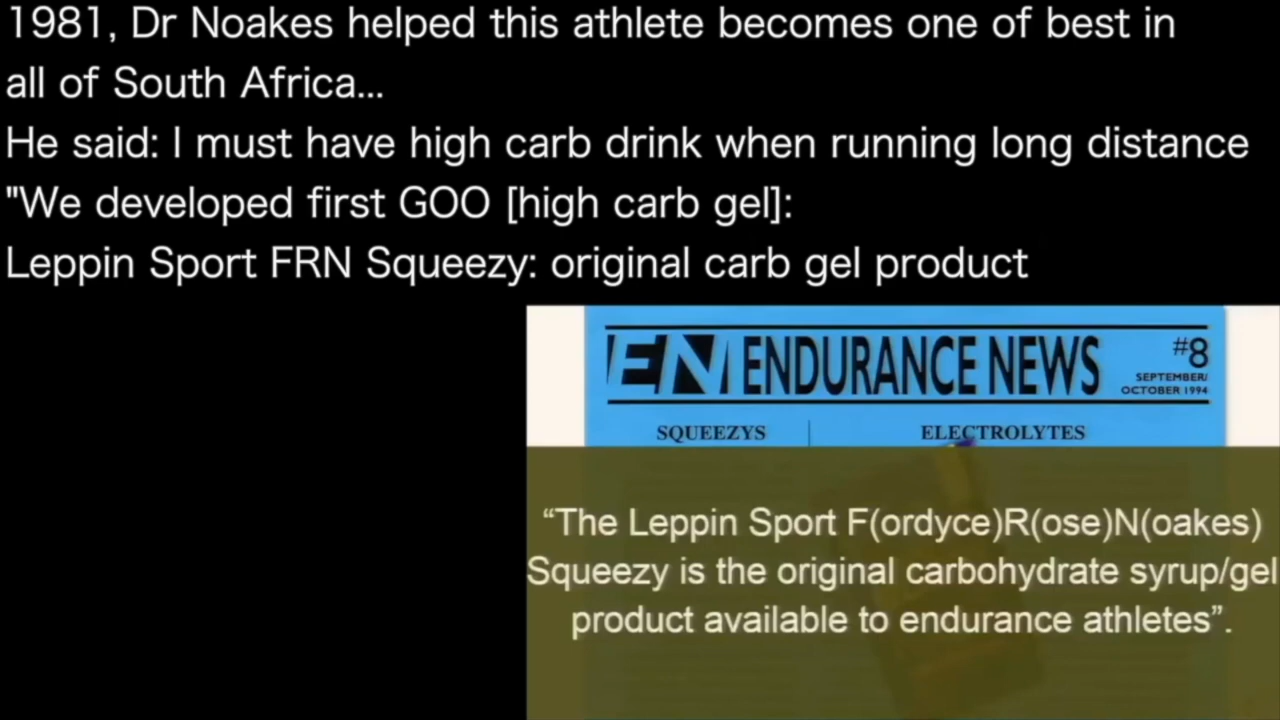 1981, Dr Noakes helped this athlete becomes one of best in
all of South Africa...
He said: I must have high carb drink when running long distance
"We developed first GOO [high carb gel]:
Leppin Sport FRN Squeezy: original carb gel product
EN ENDURANCE NEWS
#8
SEPTEMBER/
OCTOBER 1994
SQUEEZYS
ELECTROLYTES
“The Leppin Sport F(ordyce)R(ose)N(oakes)
Squeezy is the original carbohydrate syrup/gel
product available to endurance athletes”.